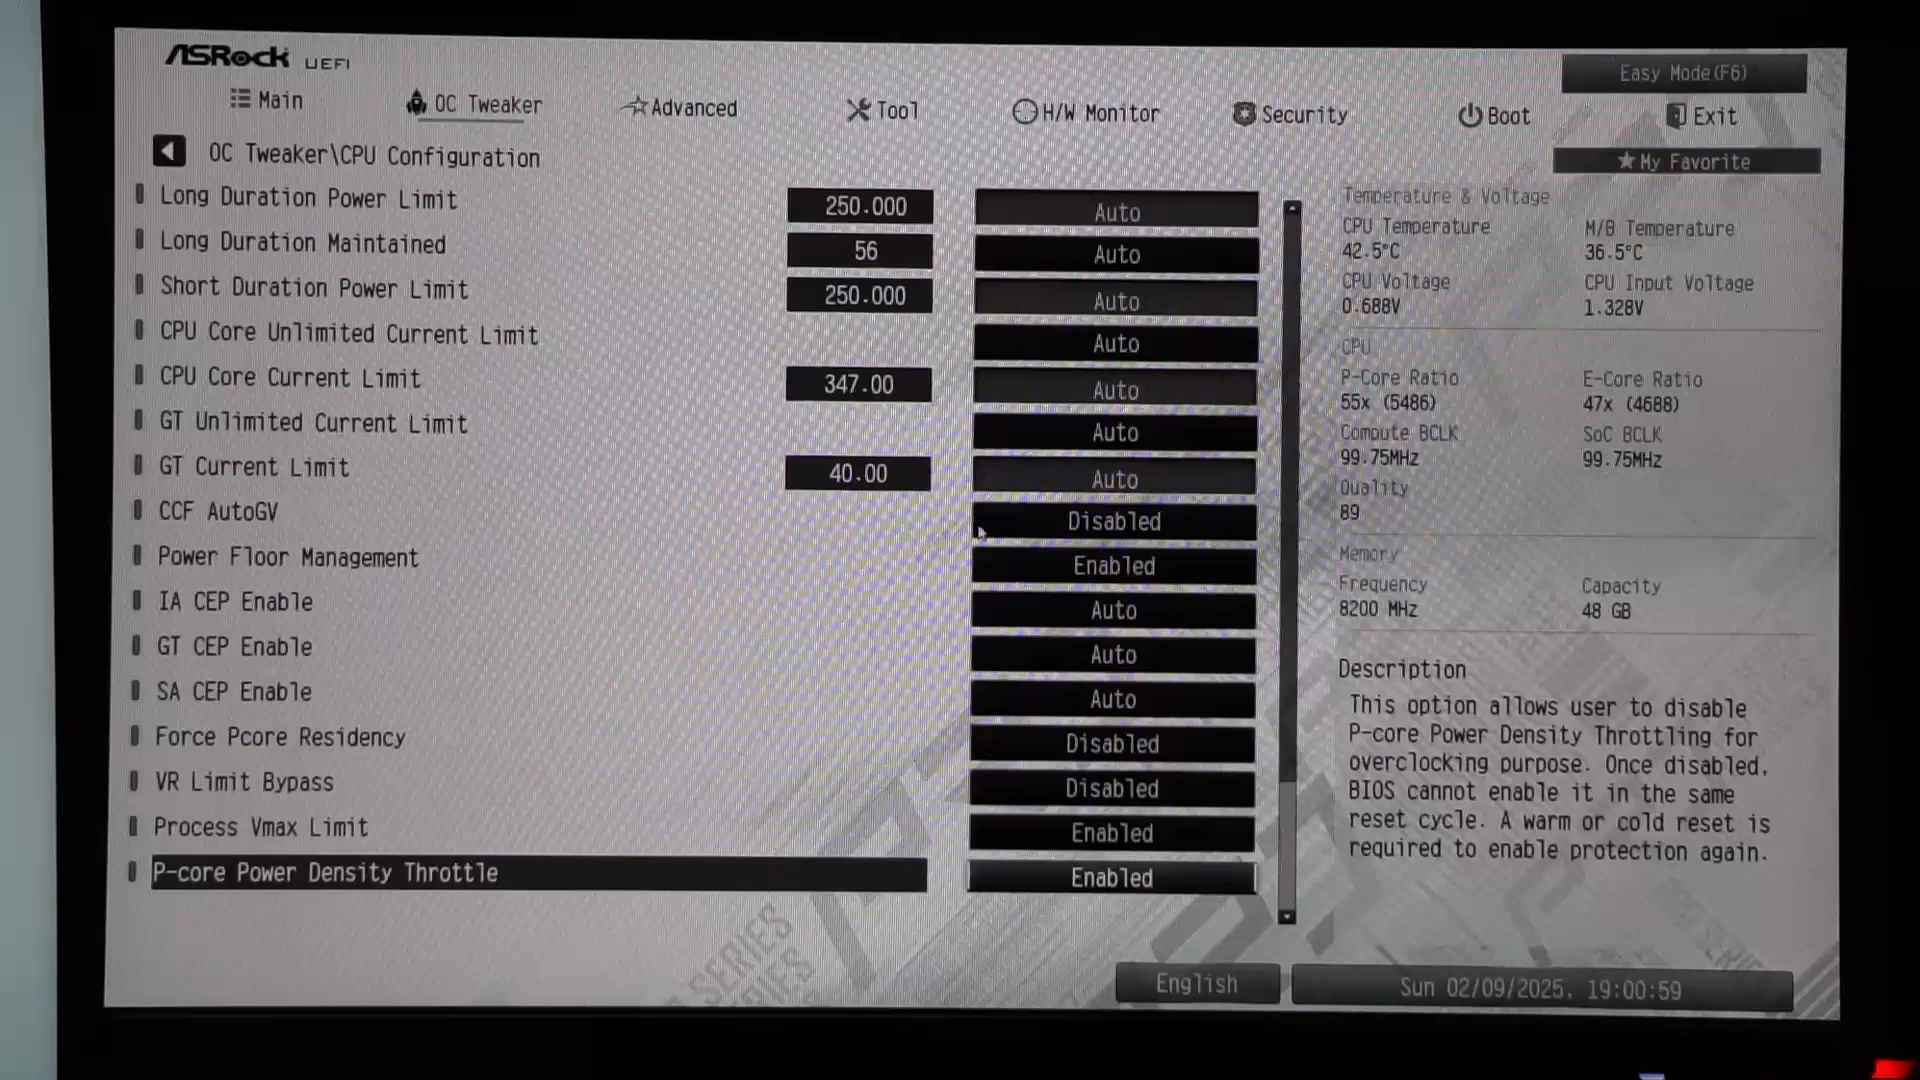 ASRock UEFI
Easy Mode(F6)
Main
OC Tweaker
Advanced
Tool
H/W Monitor
Security
Boot
Exit
My Favorite
OC Tweaker\CPU Configuration
Long Duration Power Limit 250.000 Auto
Long Duration Maintained 56 Auto
Short Duration Power Limit 250.000 Auto
CPU Core Unlimited Current Limit Auto
CPU Core Current Limit 347.00 Auto
GT Unlimited Current Limit Auto
GT Current Limit 40.00 Auto
CCF AutoGV Disabled
Power Floor Management Enabled
IA CEP Enable Auto
GT CEP Enable Auto
SA CEP Enable Auto
Force Pcore Residency Disabled
VR Limit Bypass Disabled
Process Vmax Limit Enabled
P-core Power Density Throttle Enabled
Temperature & Voltage
CPU Temperature M/B Temperature
42.5°C 36.5°C
CPU Voltage CPU Input Voltage
0.688V 1.328V
CPU
P-Core Ratio E-Core Ratio
55x (5486) 47x (4688)
Compute BCLK SoC BCLK
99.75MHz 99.75MHz
Quality
89
Memory
Frequency Capacity
8200 MHz 48 GB
Description
This option allows user to disable
P-core Power Density Throttling for
overclocking purpose. Once disabled,
BIOS cannot enable it in the same
reset cycle. A warm or cold reset is
required to enable protection again.
SERIES
English
Sun 02/09/2025, 19:00:59